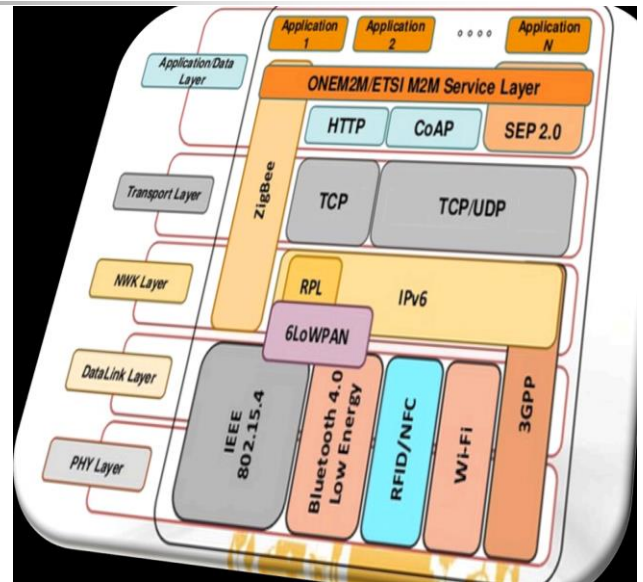 Application
1
Application
2
Application
N
Application/Data
Layer
ONEM2M/ETSI M2M Service Layer
HTTP
CoAP
SEP 2.0
ZigBee
Transport Layer
TCP
TCP/UDP
NWK Layer
RPL
IPv6
6LoWPAN
DataLink Layer
IEEE
802.15.4
Bluetooth 4.0
Low Energy
RFID/NFC
Wi-Fi
3GPP
PHY Layer